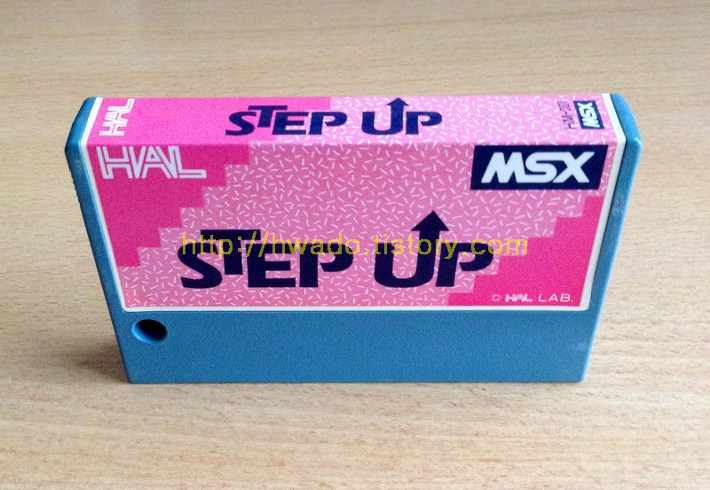 HAL
STEP UP
MSX
HAL
MSX
http://hwado.tistory.com
STEP UP
© HAL LAB.